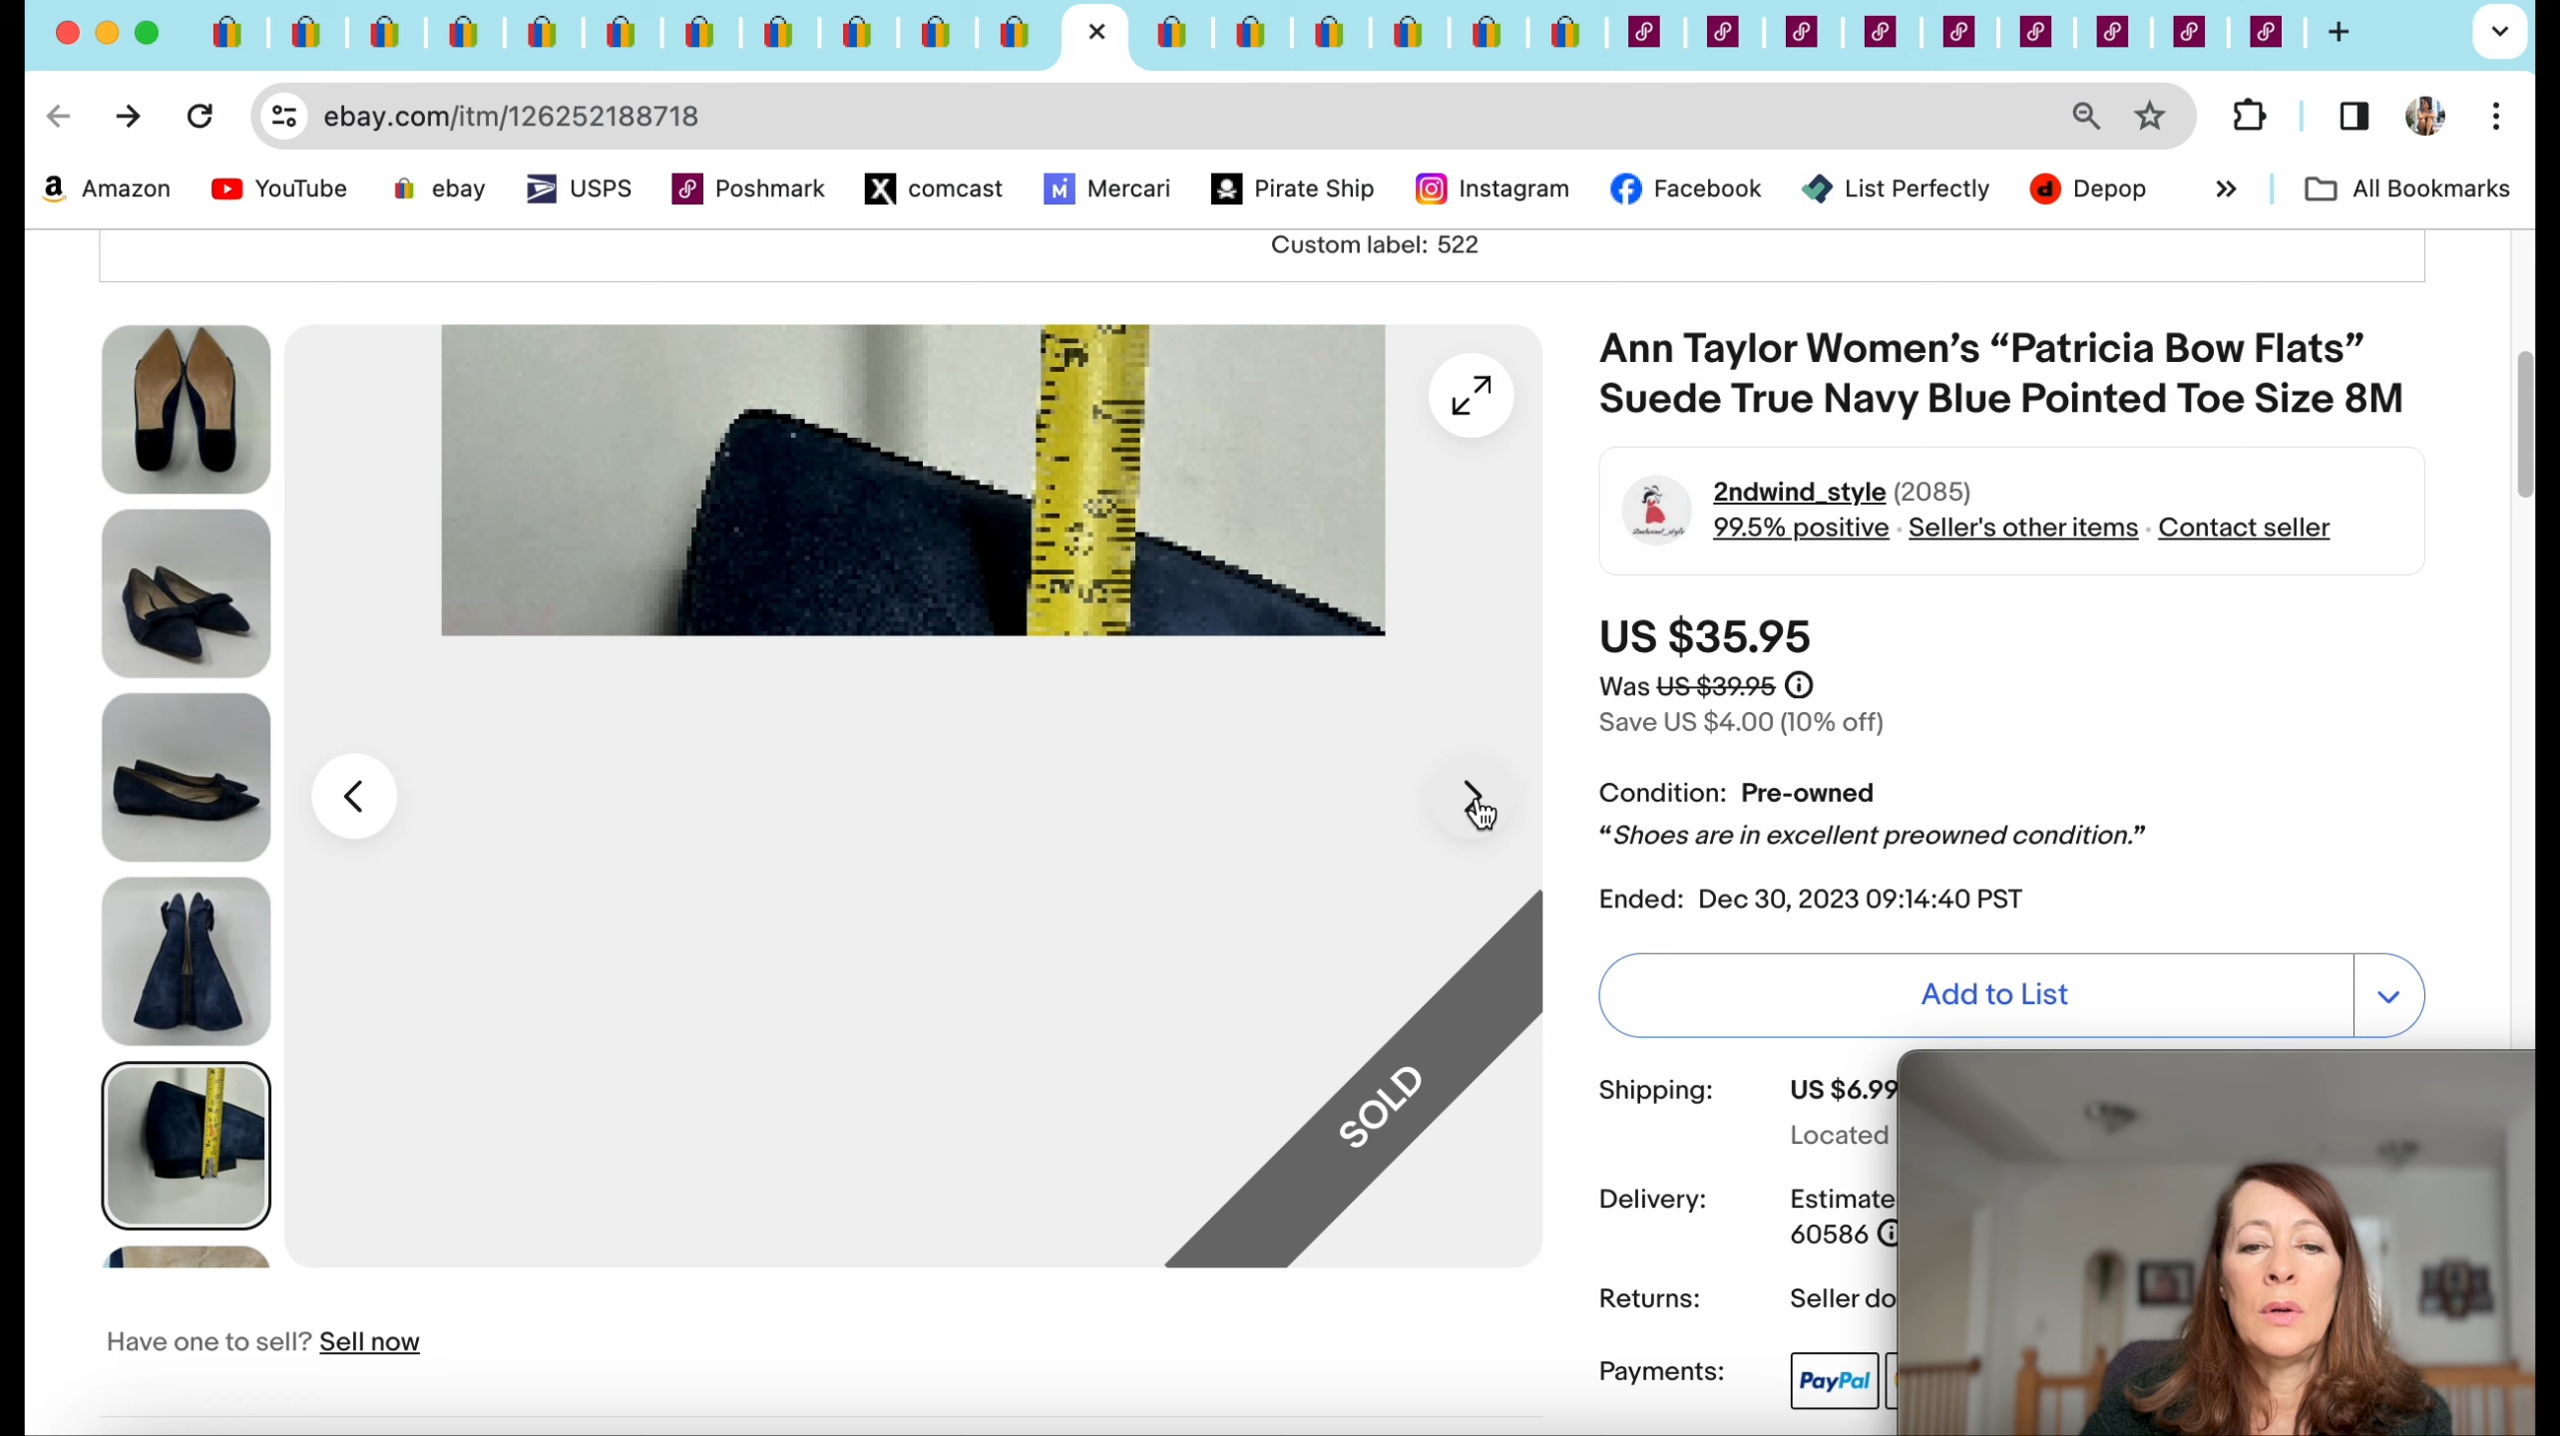 ebay.com/itm/126252188718
Amazon
YouTube
ebay
USPS
Poshmark
comcast
Mercari
Pirate Ship
Instagram
Facebook
List Perfectly
Depop
All Bookmarks
Custom label: 522
Ann Taylor Women’s “Patricia Bow Flats”
Suede True Navy Blue Pointed Toe Size 8M
2ndwind_style (2085)
99.5% positive · Seller's other items · Contact seller
US $35.95
Was US $39.95
Save US $4.00 (10% off)
Condition: Pre-owned
“Shoes are in excellent preowned condition.”
Ended: Dec 30, 2023 09:14:40 PST
Add to List
SOLD
Shipping: US $6.99
Located
Delivery: Estimate
60586
Returns: Seller do
Payments: PayPal
Have one to sell? Sell now